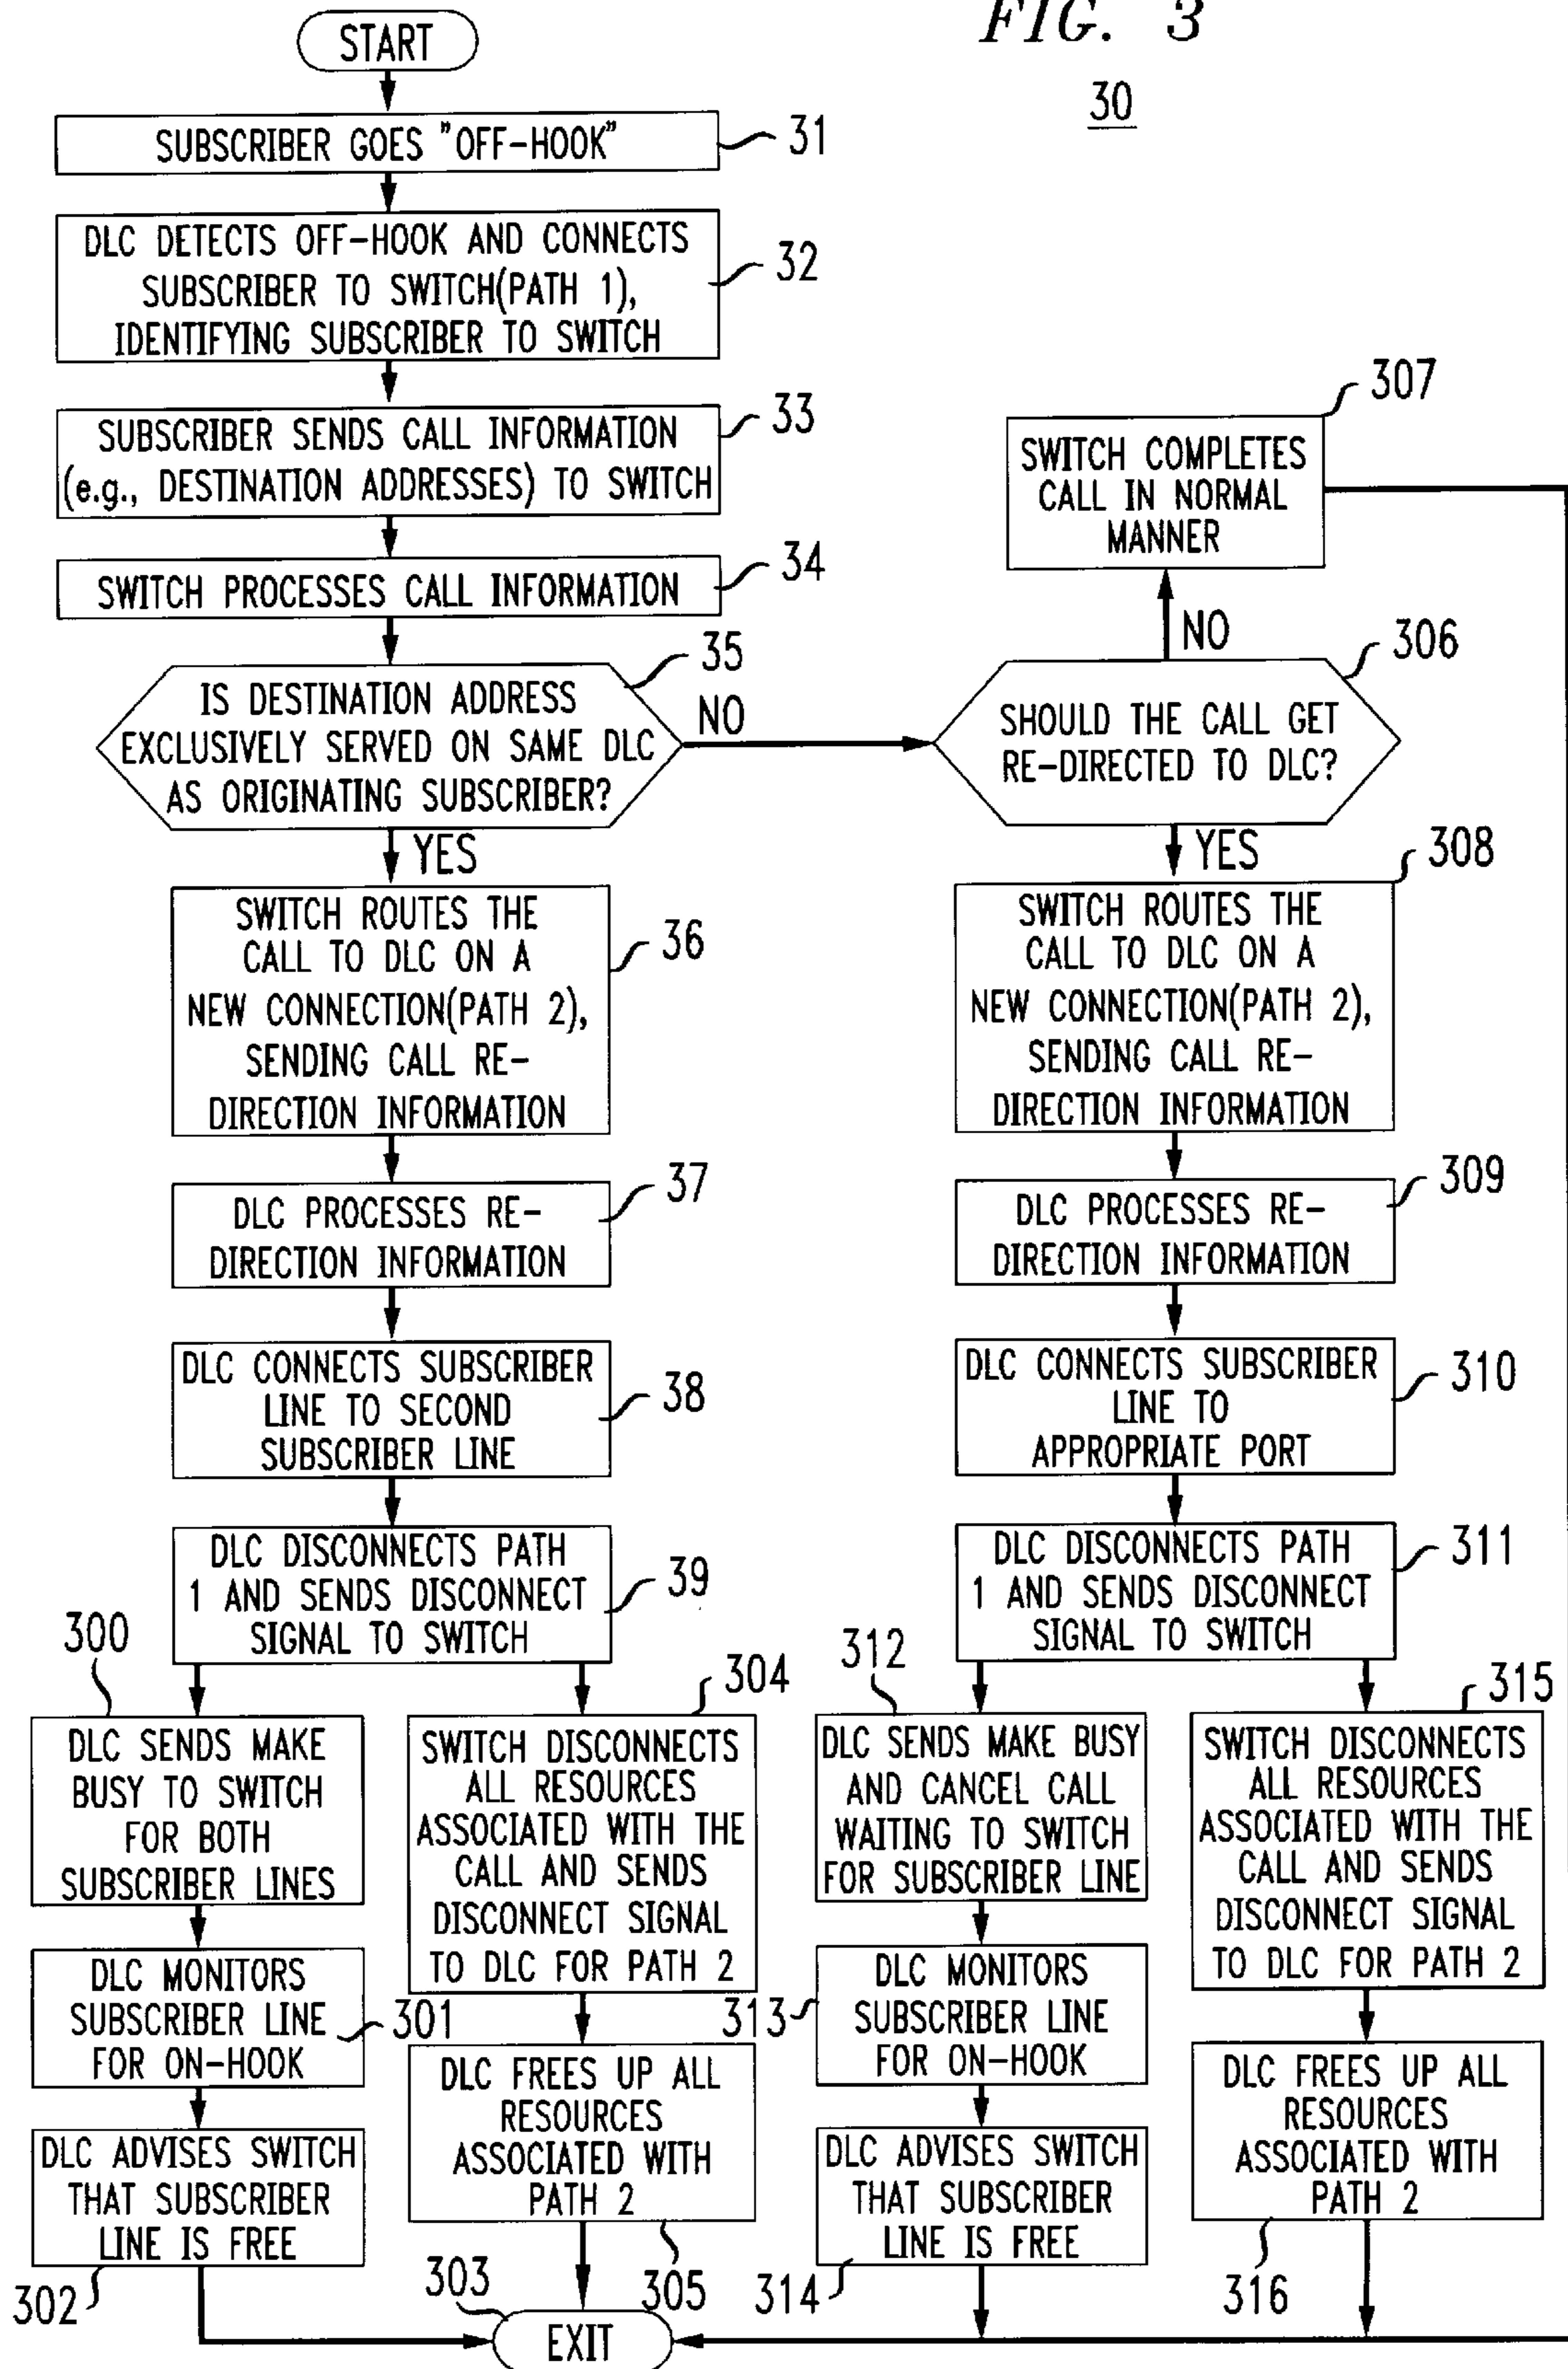 FIG. 3
30
START
SUBSCRIBER GOES "OFF-HOOK"
31
DLC DETECTS OFF-HOOK AND CONNECTS
SUBSCRIBER TO SWITCH(PATH 1),
IDENTIFYING SUBSCRIBER TO SWITCH
32
SUBSCRIBER SENDS CALL INFORMATION
(e.g., DESTINATION ADDRESSES) TO SWITCH
33
SWITCH PROCESSES CALL INFORMATION
34
IS DESTINATION ADDRESS
EXCLUSIVELY SERVED ON SAME DLC
AS ORIGINATING SUBSCRIBER?
35
NO
SHOULD THE CALL GET
RE-DIRECTED TO DLC?
306
NO
SWITCH COMPLETES
CALL IN NORMAL
MANNER
307
YES
SWITCH ROUTES THE
CALL TO DLC ON A
NEW CONNECTION(PATH 2),
SENDING CALL RE-
DIRECTION INFORMATION
36
DLC PROCESSES RE-
DIRECTION INFORMATION
37
DLC CONNECTS SUBSCRIBER
LINE TO SECOND
SUBSCRIBER LINE
38
DLC DISCONNECTS PATH
1 AND SENDS DISCONNECT
SIGNAL TO SWITCH
39
300
DLC SENDS MAKE
BUSY TO SWITCH
FOR BOTH
SUBSCRIBER LINES
DLC MONITORS
SUBSCRIBER LINE
FOR ON-HOOK
301
DLC ADVISES SWITCH
THAT SUBSCRIBER
LINE IS FREE
302
304
SWITCH DISCONNECTS
ALL RESOURCES
ASSOCIATED WITH THE
CALL AND SENDS
DISCONNECT SIGNAL
TO DLC FOR PATH 2
DLC FREES UP ALL
RESOURCES
ASSOCIATED WITH
PATH 2
305
303
EXIT
YES
308
SWITCH ROUTES THE
CALL TO DLC ON A
NEW CONNECTION(PATH 2),
SENDING CALL RE-
DIRECTION INFORMATION
DLC PROCESSES RE-
DIRECTION INFORMATION
309
DLC CONNECTS SUBSCRIBER
LINE TO
APPROPRIATE PORT
310
DLC DISCONNECTS PATH
1 AND SENDS DISCONNECT
SIGNAL TO SWITCH
311
312
DLC SENDS MAKE BUSY
AND CANCEL CALL
WAITING TO SWITCH
FOR SUBSCRIBER LINE
DLC MONITORS
SUBSCRIBER LINE
FOR ON-HOOK
313
DLC ADVISES SWITCH
THAT SUBSCRIBER
LINE IS FREE
314
315
SWITCH DISCONNECTS
ALL RESOURCES
ASSOCIATED WITH THE
CALL AND SENDS
DISCONNECT SIGNAL
TO DLC FOR PATH 2
DLC FREES UP ALL
RESOURCES
ASSOCIATED WITH
PATH 2
316